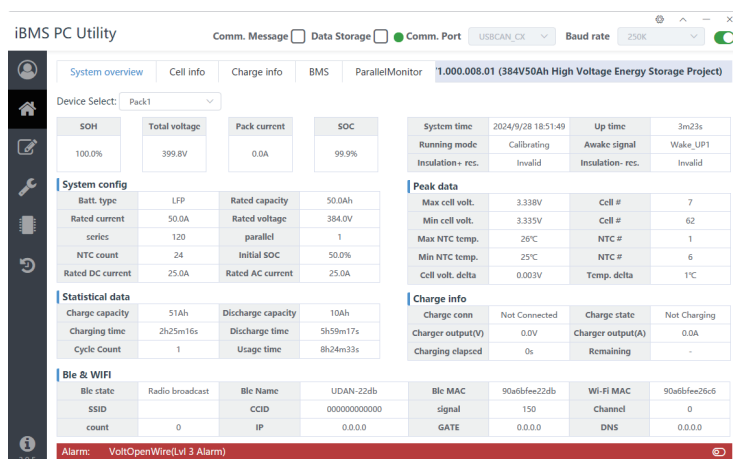 iBMS PC Utility
Comm. Message Data Storage Comm. Port USBCAN_CX Baud rate 250K
System overview Cell info Charge info BMS ParallelMonitor 1.000.008.01 (384V50Ah High Voltage Energy Storage Project)
Device Select: Pack1
SOH Total voltage Pack current SOC
100.0% 399.8V 0.0A 99.9%
System time 2024/9/28 18:51:49 Up time 3m23s
Running mode Calibrating Awake signal Wake_UP1
Insulation+ res. Invalid Insulation- res. Invalid
System config
Batt. type LFP Rated capacity 50.0Ah
Rated current 50.0A Rated voltage 384.0V
series 120 parallel 1
NTC count 24 Initial SOC 50.0%
Rated DC current 25.0A Rated AC current 25.0A
Peak data
Max cell volt. 3.338V Cell # 7
Min cell volt. 3.335V Cell # 62
Max NTC temp. 26℃ NTC # 1
Min NTC temp. 25℃ NTC # 6
Cell volt. delta 0.003V Temp. delta 1℃
Statistical data
Charge capacity 51Ah Discharge capacity 10Ah
Charging time 2h25m16s Discharge time 5h59m17s
Cycle Count 1 Usage time 8h24m33s
Charge info
Charge conn Not Connected Charge state Not Charging
Charger output(V) 0.0V Charger output(A) 0.0A
Charging elapsed 0s Remaining -
Ble & WIFI
Ble state Radio broadcast Ble Name UDAN-22db Ble MAC 90a6bfee22db Wi-Fi MAC 90a6bfee26c6
SSID CCID 000000000000 signal 150 Channel 0
count 0 IP 0.0.0.0 GATE 0.0.0.0 DNS 0.0.0.0
Alarm: VoltOpenWire(Lvl 3 Alarm)